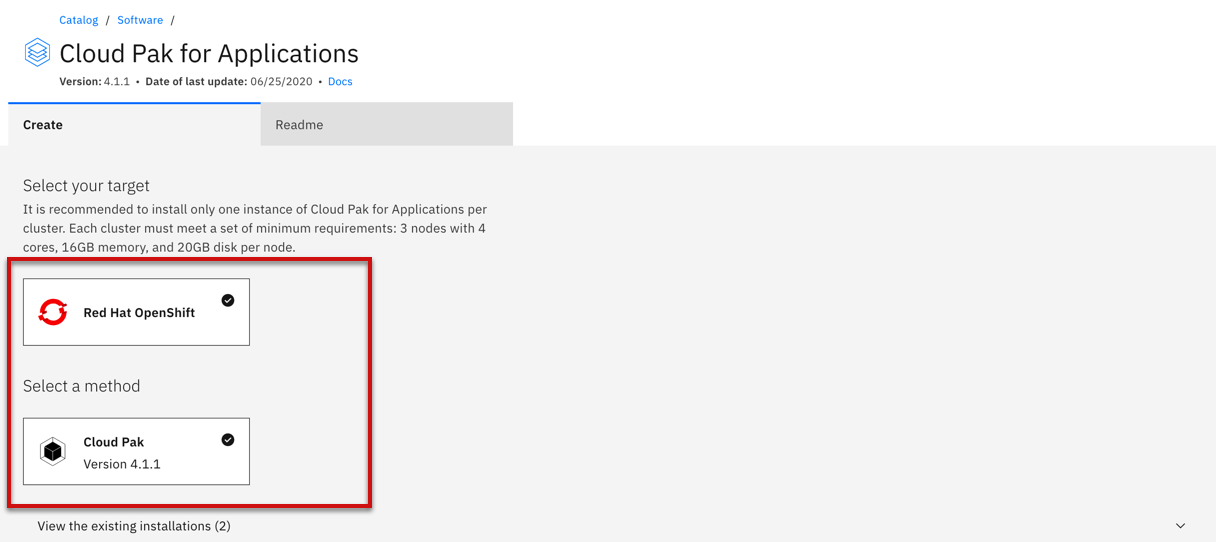 Catalog / Software /
Cloud Pak for Applications
Version: 4.1.1 • Date of last update: 06/25/2020 • Docs
Create
Readme
Select your target
It is recommended to install only one instance of Cloud Pak for Applications per
cluster. Each cluster must meet a set of minimum requirements: 3 nodes with 4
cores, 16GB memory, and 20GB disk per node.
Red Hat OpenShift
Select a method
Cloud Pak
Version 4.1.1
View the existing installations (2)